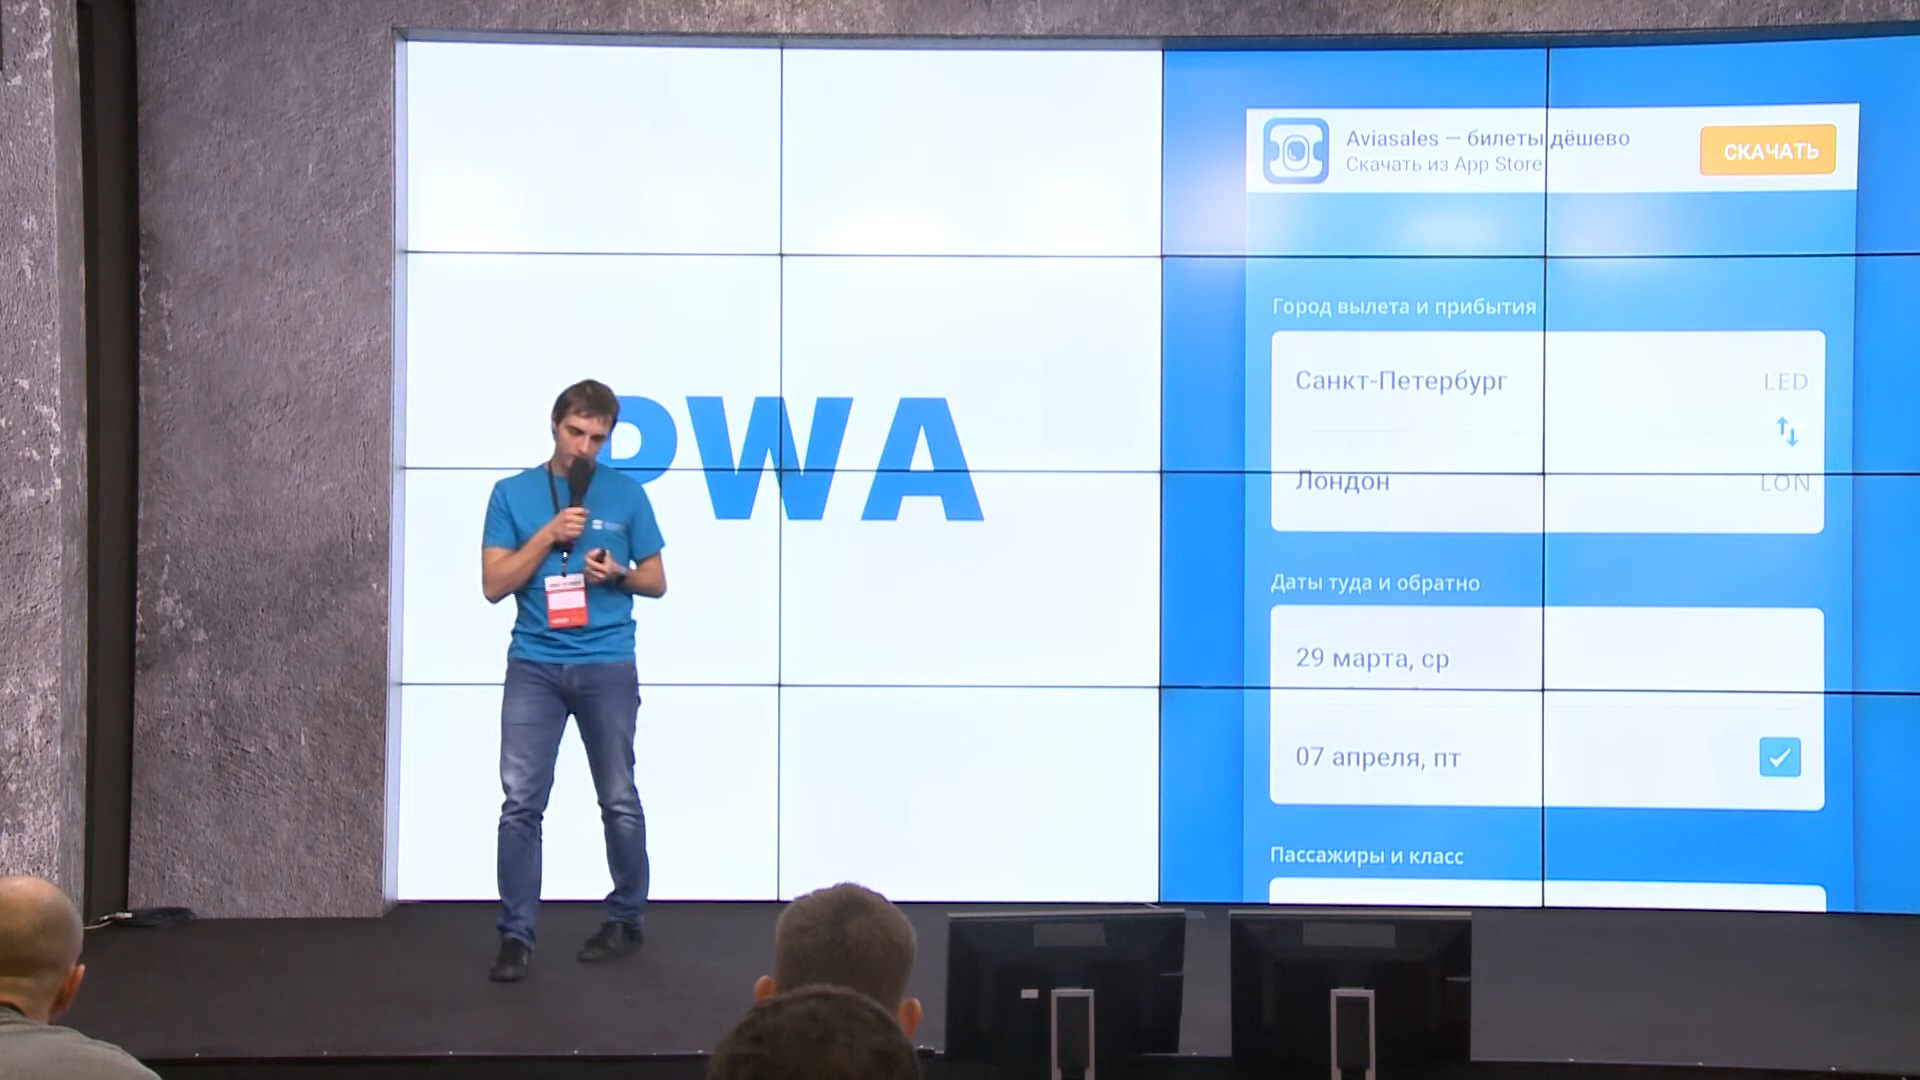 PWA
Aviasales — билеты дёшево
Скачать из App Store
СКАЧАТЬ
Город вылета и прибытия
Санкт-Петербург LED
Лондон LON
Даты туда и обратно
29 марта, ср
07 апреля, пт
Пассажиры и класс